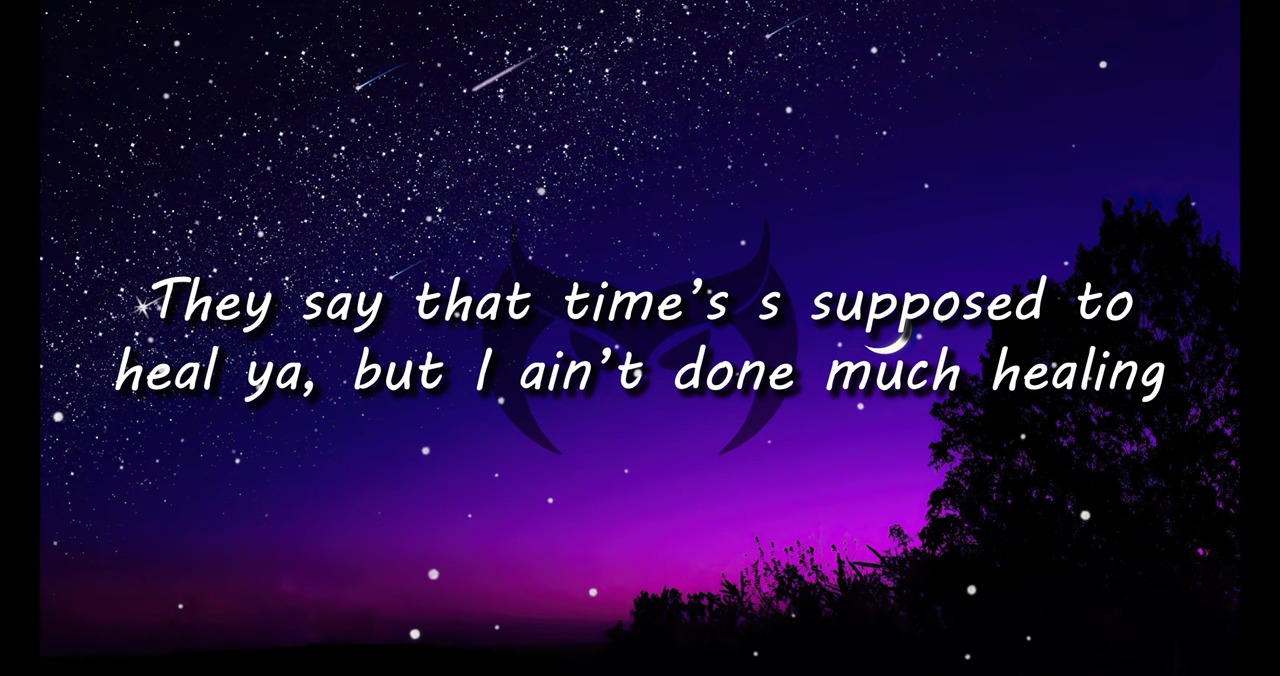 They say that time’s s supposed to
heal ya, but I ain’t done much healing